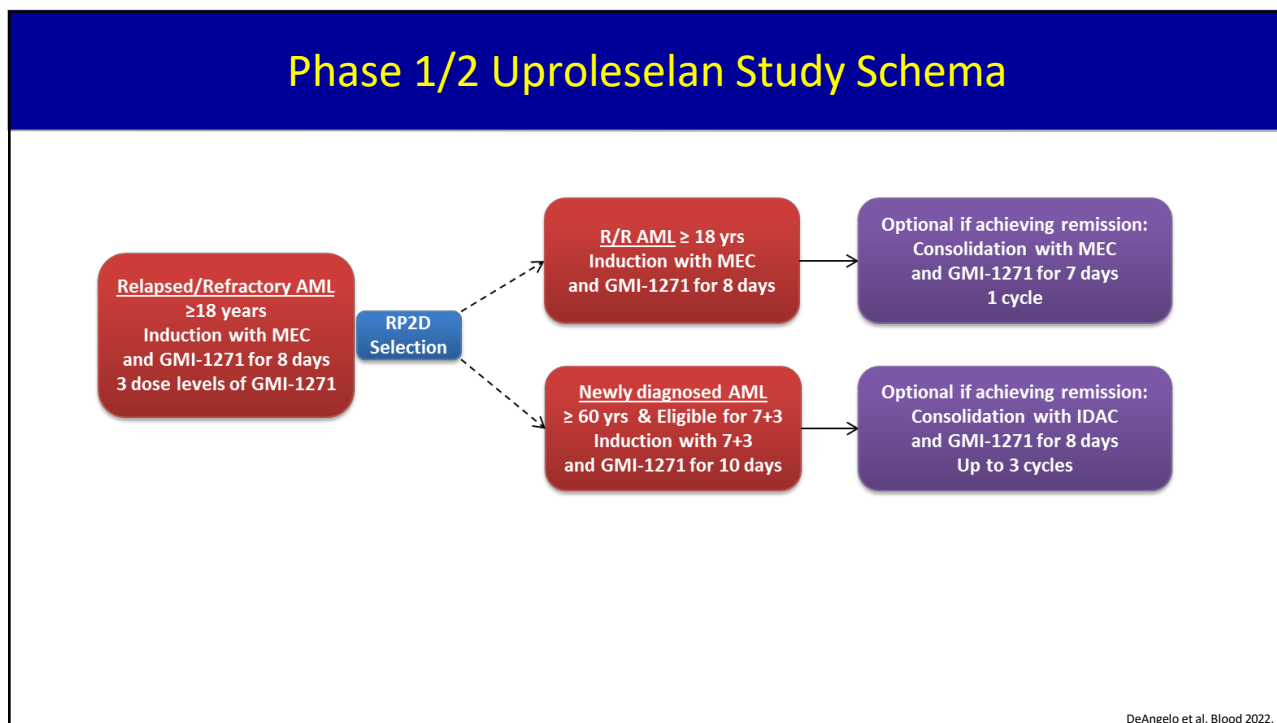 Phase 1/2 Uproleselan Study Schema
Relapsed/Refractory AML
≥18 years
Induction with MEC
and GMI-1271 for 8 days
3 dose levels of GMI-1271
RP2D
Selection
R/R AML ≥ 18 yrs
Induction with MEC
and GMI-1271 for 8 days
Optional if achieving remission:
Consolidation with MEC
and GMI-1271 for 7 days
1 cycle
Newly diagnosed AML
≥ 60 yrs & Eligible for 7+3
Induction with 7+3
and GMI-1271 for 10 days
Optional if achieving remission:
Consolidation with IDAC
and GMI-1271 for 8 days
Up to 3 cycles
DeAngelo et al. Blood 2022.